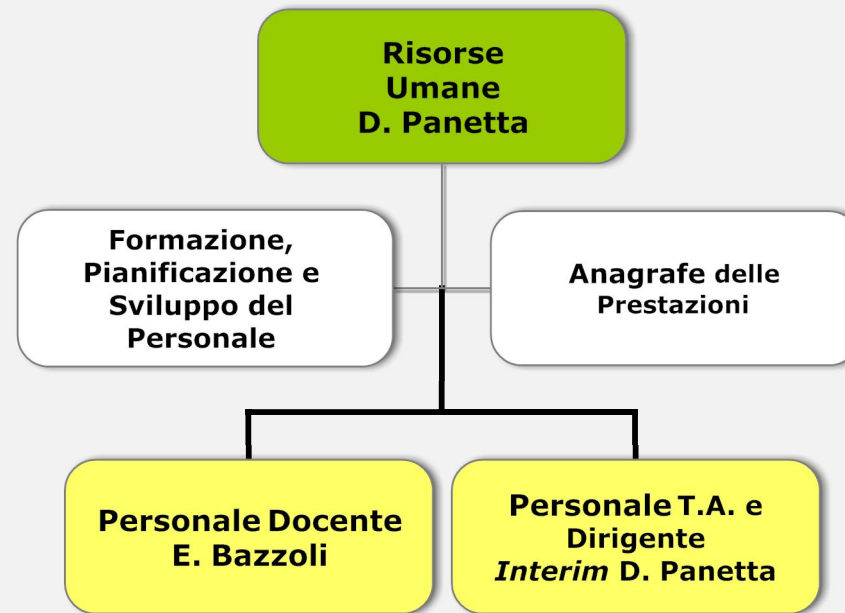 Risorse
Umane
D. Panetta
Formazione,
Pianificazione e
Sviluppo del
Personale
Anagrafe delle
Prestazioni
Personale Docente
E. Bazzoli
Personale T.A. e
Dirigente
Interim D. Panetta